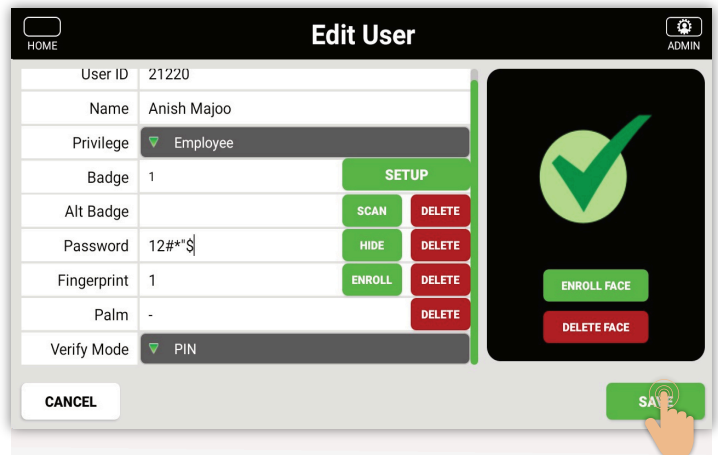 Edit User
HOME
ADMIN
User ID 21220
Name Anish Majoo
Privilege Employee
Badge 1 SETUP
Alt Badge SCAN DELETE
Password 12#*"$ HIDE DELETE
Fingerprint 1 ENROLL DELETE
Palm - DELETE
Verify Mode PIN
ENROLL FACE
DELETE FACE
CANCEL
SAVE